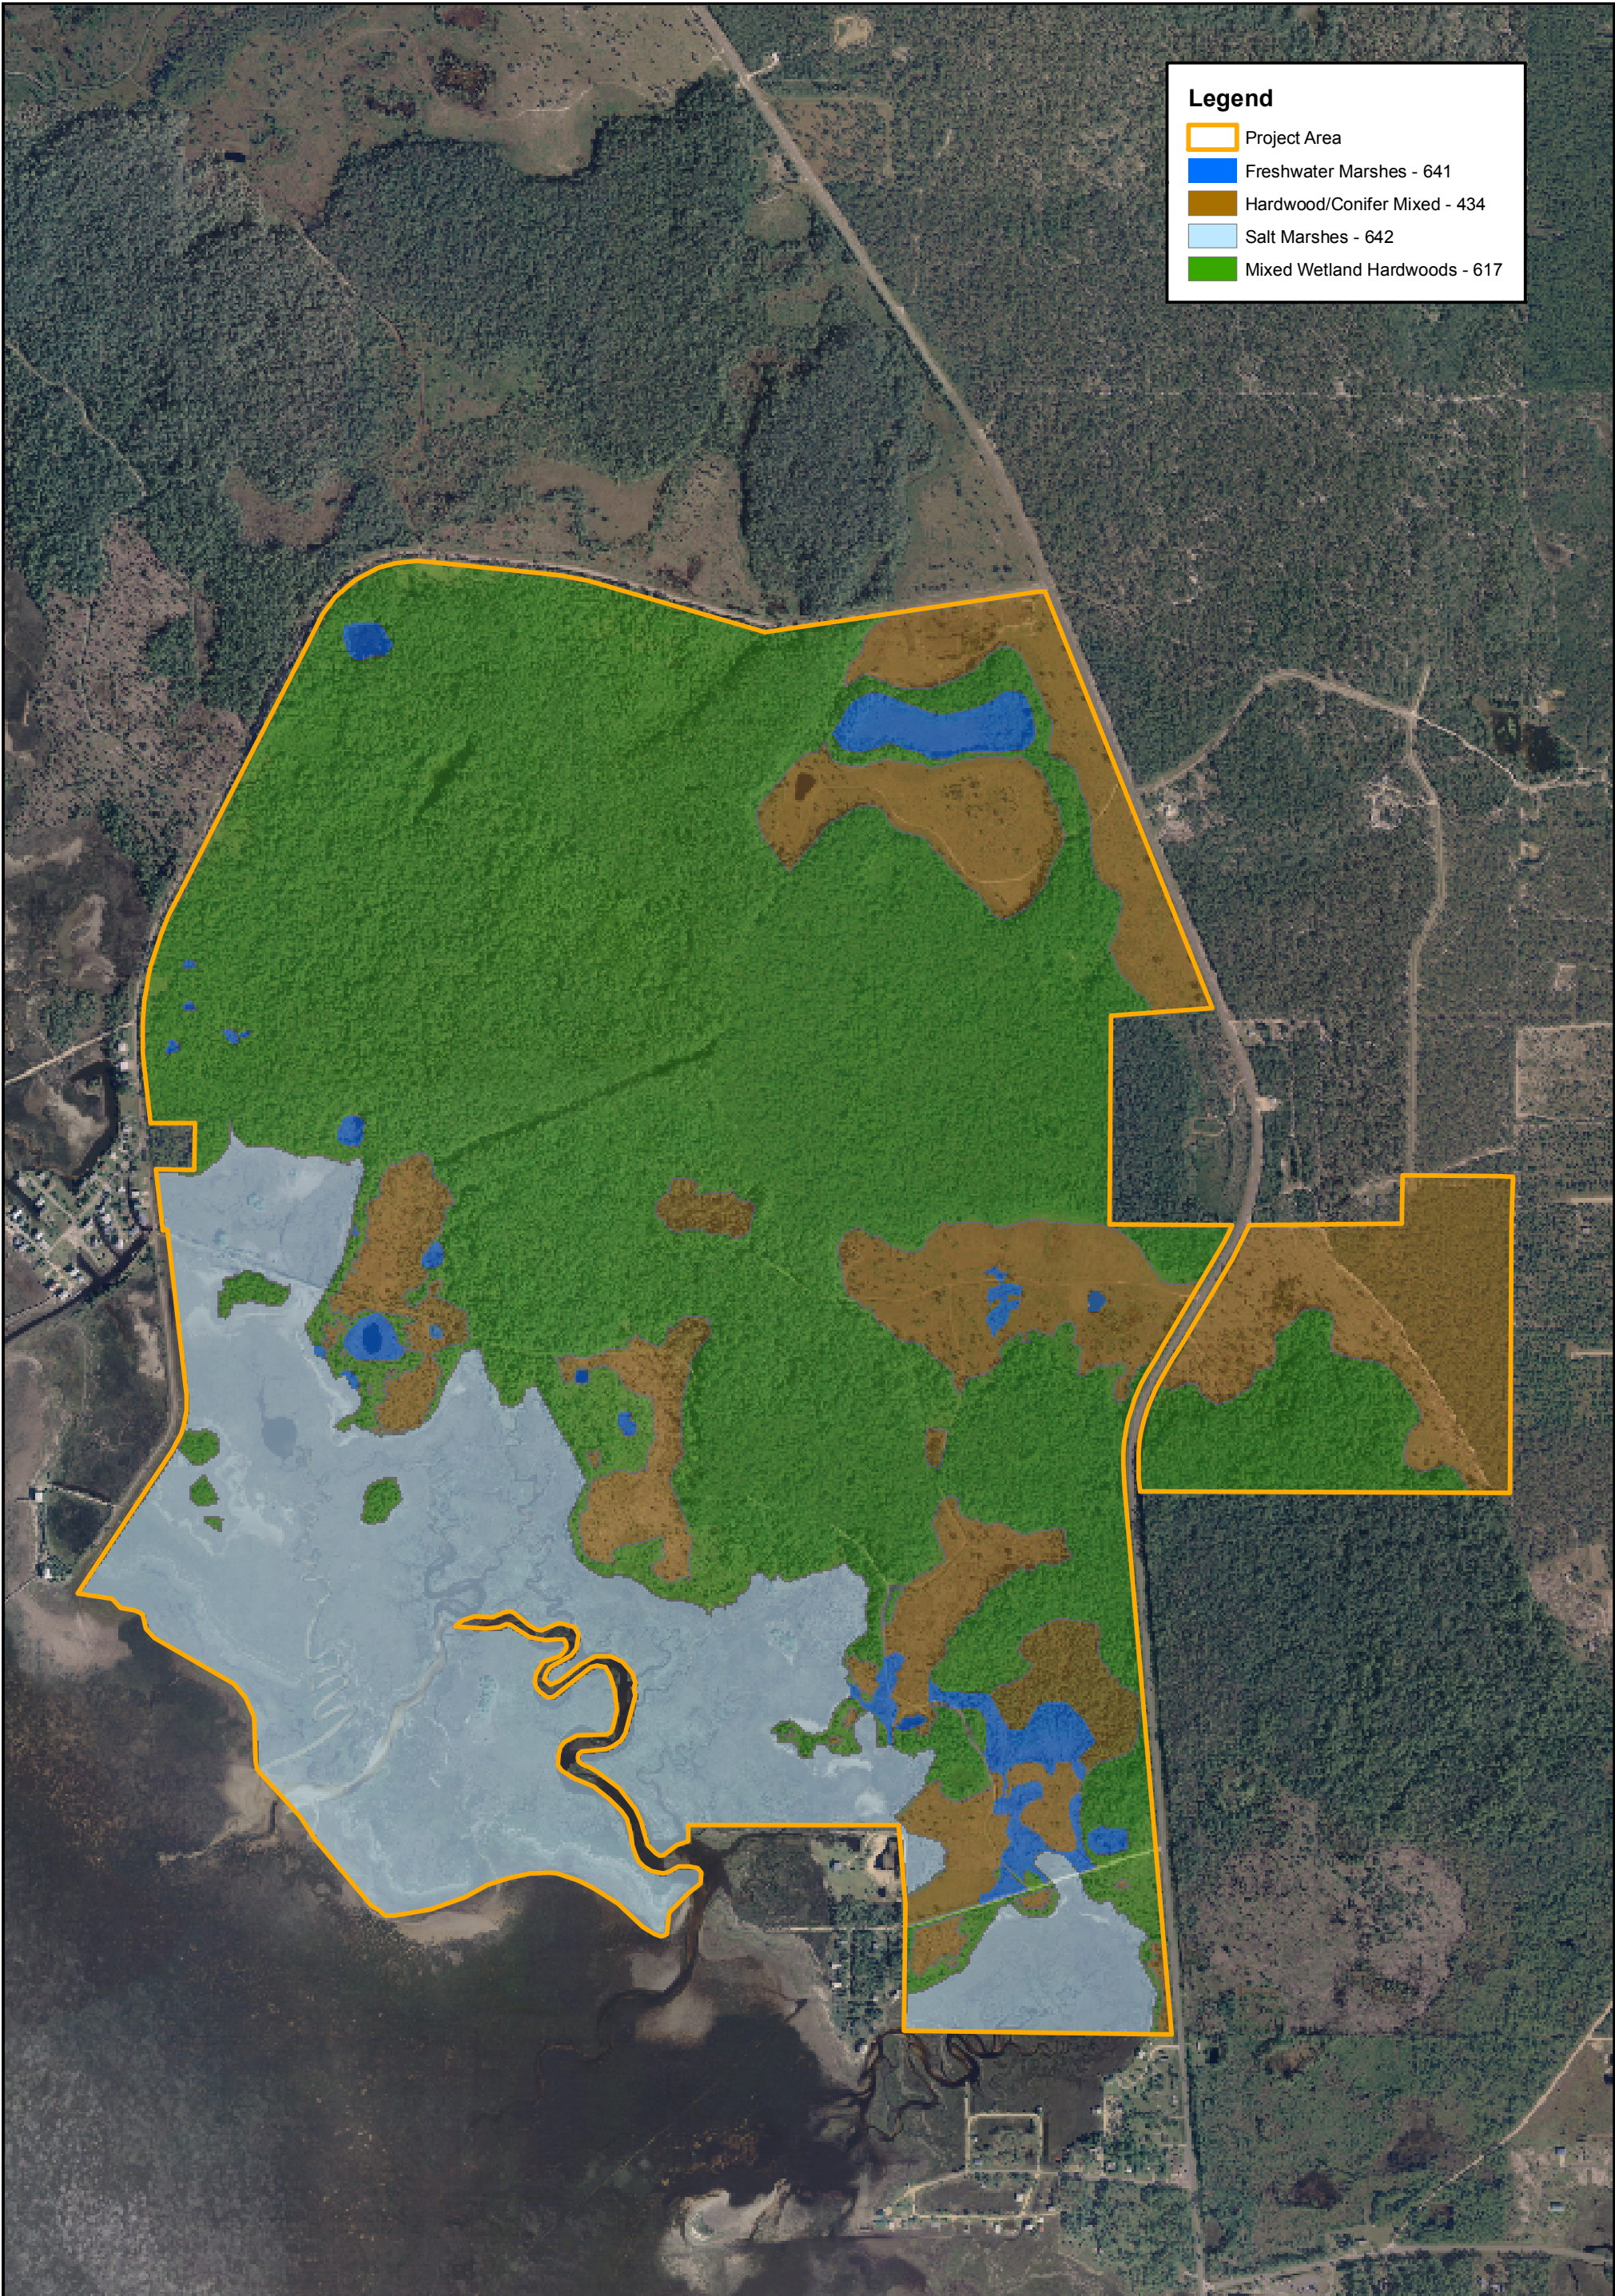 Legend
Project Area
Freshwater Marshes - 641
Hardwood/Conifer Mixed - 434
Salt Marshes - 642
Mixed Wetland Hardwoods - 617